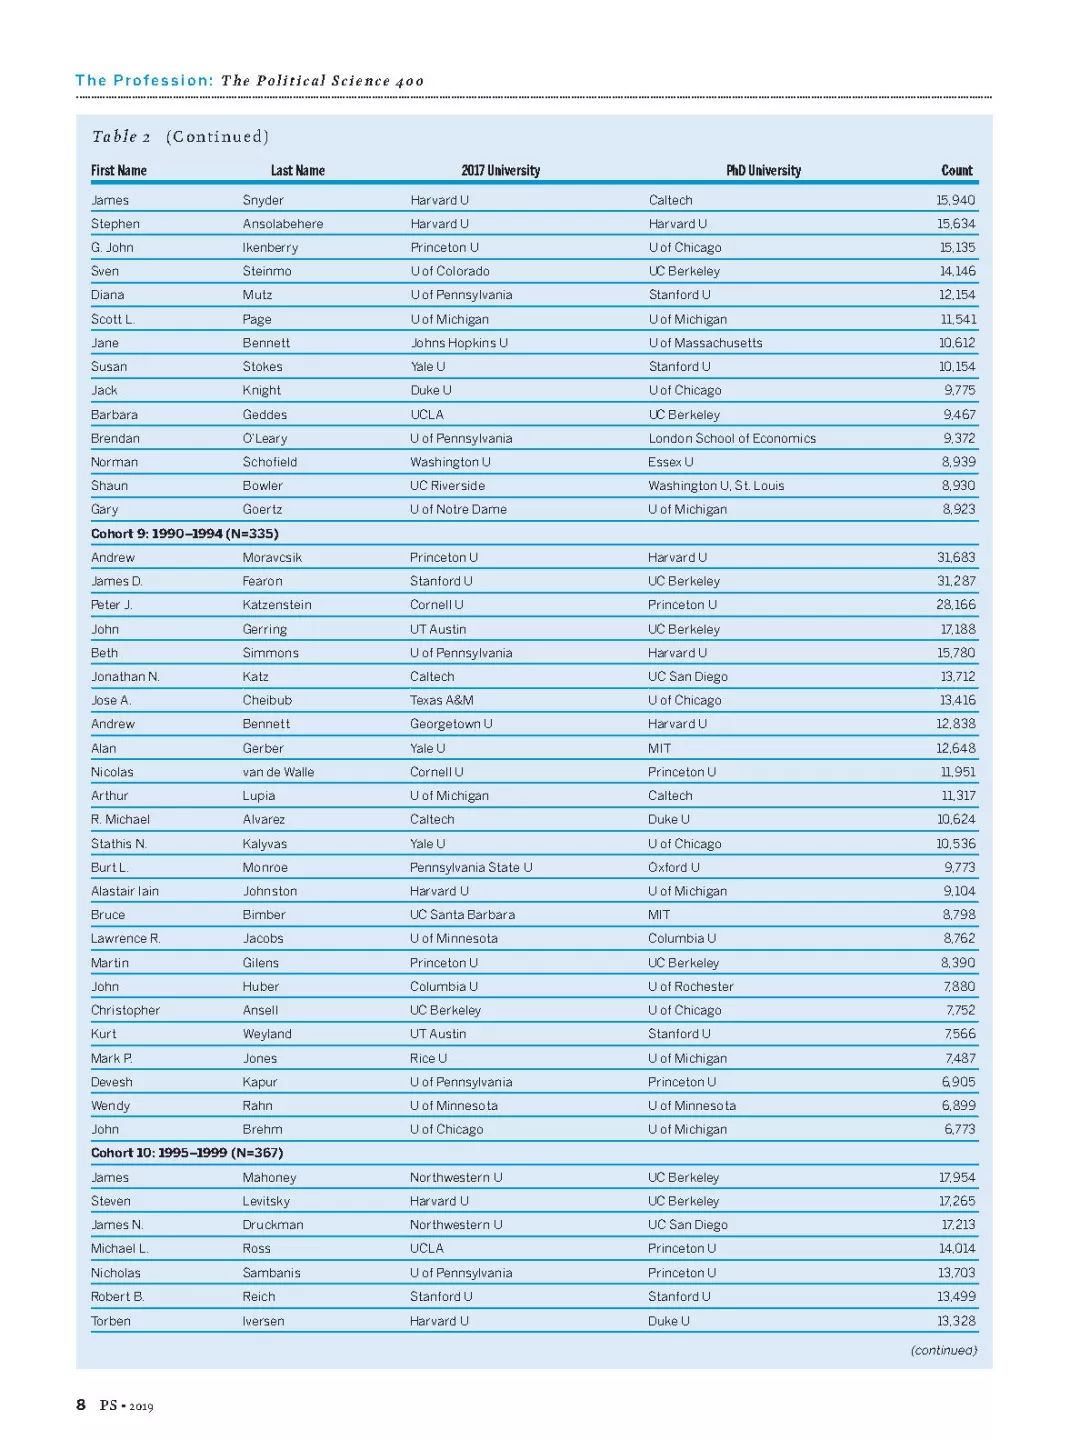 The Profession: The Political Science 400
Table 2 (Continued)
First Name Last Name 2017 University PhD University Count
James Snyder Harvard U Caltech 15,940
Stephen Ansolabehere Harvard U Harvard U 15,634
G. John Ikenberry Princeton U U of Chicago 15,135
Sven Steinmo U of Colorado UC Berkeley 14,146
Diana Mutz U of Pennsylvania Stanford U 12,154
Scott L. Page U of Michigan U of Michigan 11,541
Jane Bennett Johns Hopkins U U of Massachusetts 10,612
Susan Stokes Yale U Stanford U 10,154
Jack Knight Duke U U of Chicago 9,775
Barbara Geddes UCLA UC Berkeley 9,467
Brendan O'Leary U of Pennsylvania London School of Economics 9,372
Norman Schofield Washington U Essex U 8,939
Shaun Bowler UC Riverside Washington U, St. Louis 8,930
Gary Goertz U of Notre Dame U of Michigan 8,923
Cohort 9: 1990–1994 (N=335)
Andrew Moravcsik Princeton U Harvard U 31,683
James D. Fearon Stanford U UC Berkeley 31,287
Peter J. Katzenstein Cornell U Princeton U 28,166
John Gerring UT Austin UC Berkeley 17,188
Beth Simmons U of Pennsylvania Harvard U 15,780
Jonathan N. Katz Caltech UC San Diego 13,712
Jose A. Cheibub Texas A&M U of Chicago 13,416
Andrew Bennett Georgetown U Harvard U 12,838
Alan Gerber Yale U MIT 12,648
Nicolas van de Walle Cornell U Princeton U 11,951
Arthur Lupia U of Michigan Caltech 11,317
R. Michael Alvarez Caltech Duke U 10,624
Stathis N. Kalyvas Yale U U of Chicago 10,536
Burt L. Monroe Pennsylvania State U Oxford U 9,773
Alastair Iain Johnston Harvard U U of Michigan 9,104
Bruce Bimber UC Santa Barbara MIT 8,798
Lawrence R. Jacobs U of Minnesota Columbia U 8,762
Martin Gilens Princeton U UC Berkeley 8,390
John Huber Columbia U U of Rochester 7,880
Christopher Ansell UC Berkeley U of Chicago 7,752
Kurt Weyland UT Austin Stanford U 7,566
Mark P. Jones Rice U U of Michigan 7,487
Devesh Kapur U of Pennsylvania Princeton U 6,905
Wendy Rahn U of Minnesota U of Minnesota 6,899
John Brehm U of Chicago U of Michigan 6,773
Cohort 10: 1995–1999 (N=367)
James Mahoney Northwestern U UC Berkeley 17,954
Steven Levitsky Harvard U UC Berkeley 17,265
James N. Druckman Northwestern U UC San Diego 17,213
Michael L. Ross UCLA Princeton U 14,014
Nicholas Sambanis U of Pennsylvania Princeton U 13,703
Robert B. Reich Stanford U Stanford U 13,499
Torben Iversen Harvard U Duke U 13,328
(continued)
8 PS • 2019